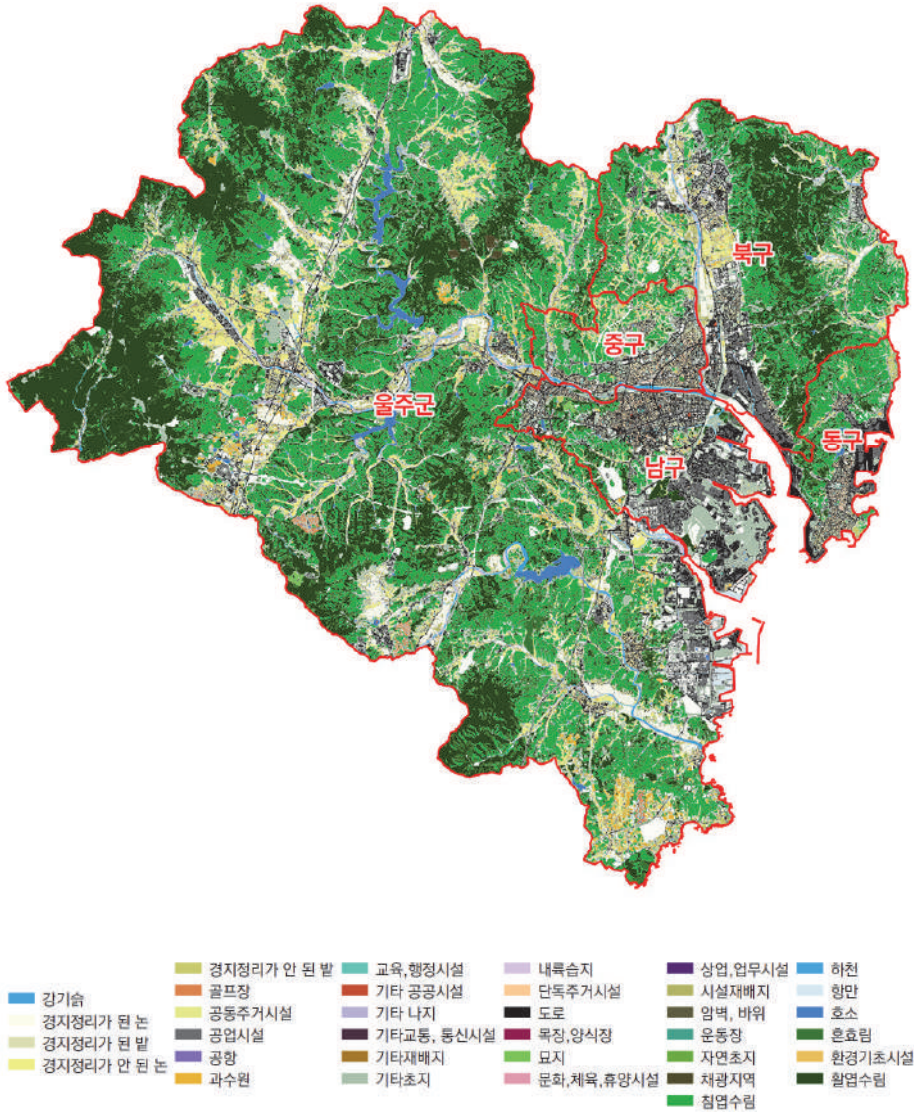 북구
중구
울주군
동구
남구
강기슭
경지정리가 된 논
경지정리가 된 밭
경지정리가 안 된 논
경지정리가 안 된 밭
골프장
공동주거시설
공업시설
공항
과수원
교육,행정시설
기타 공공시설
기타 나지
기타교통, 통신시설
기타재배지
기타초지
내륙습지
단독주거시설
도로
목장,양식장
묘지
문화,체육,휴양시설
상업,업무시설
시설재배지
암벽, 바위
운동장
자연초지
채광지역
침엽수림
하천
항만
호소
혼효림
환경기초시설
활엽수림